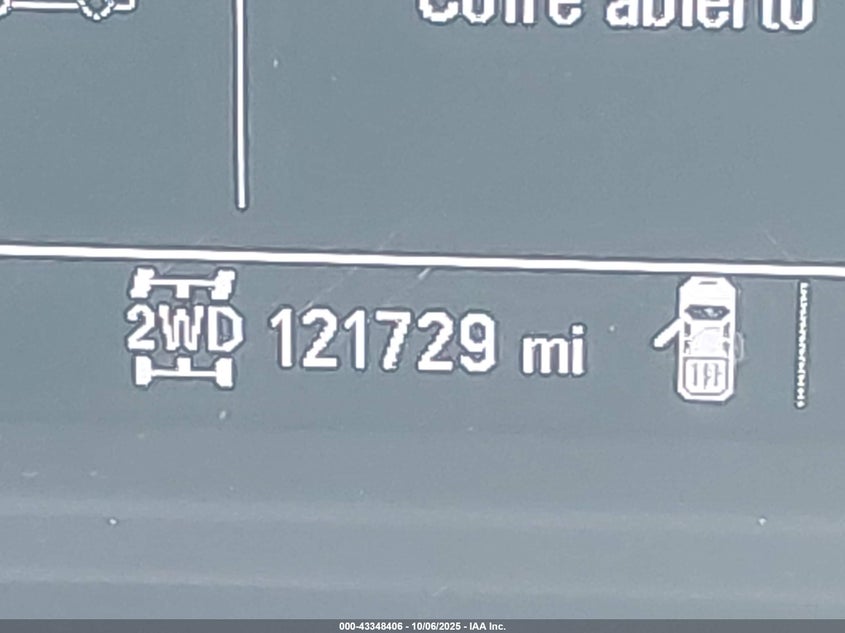 Cofre abierto
2WD 121729 mi
000-43348406 - 10/06/2025 - IAA Inc.